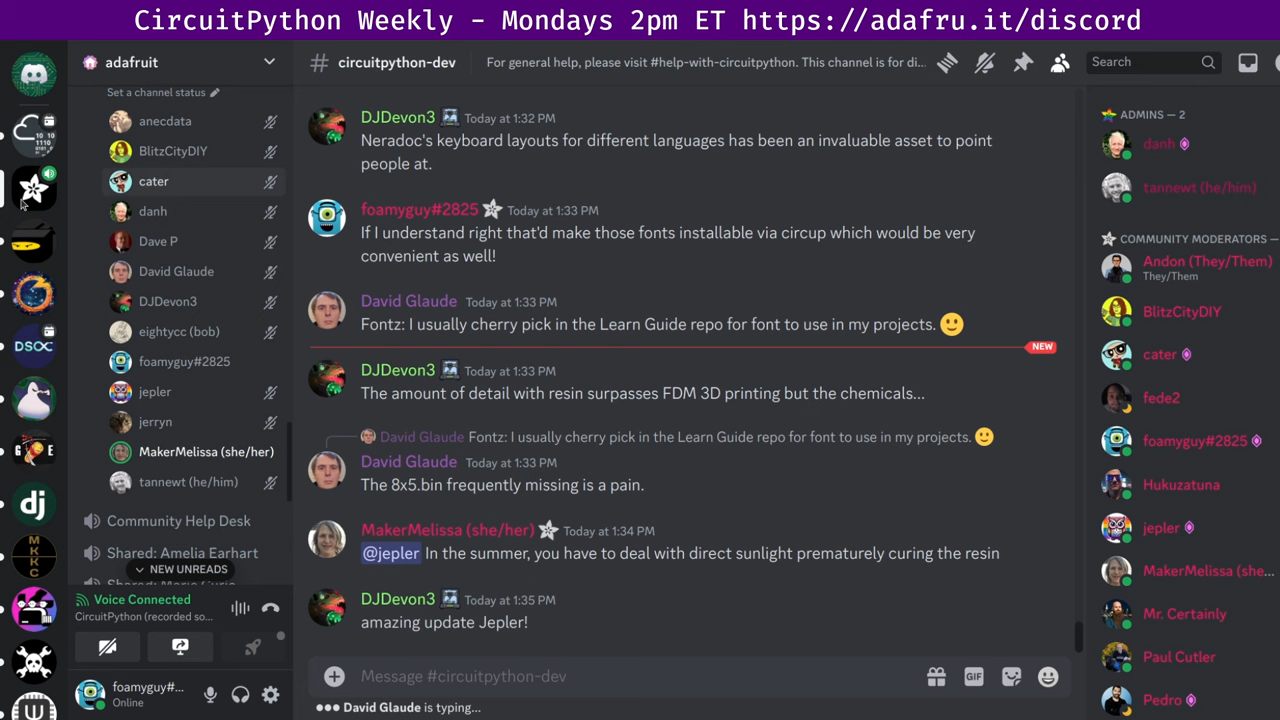 CircuitPython Weekly - Mondays 2pm ET https://adafru.it/discord
adafruit
Set a channel status
anecdata
BlitzCityDIY
cater
danh
Dave P
David Glaude
DJDevon3
eightycc (bob)
foamyguy#2825
jepler
jerryn
MakerMelissa (she/her)
tannewt (he/him)
Community Help Desk
Shared: Amelia Earhart
NEW UNREADS
Voice Connected
CircuitPython (recorded so...
foamyguy#...
Online
# circuitpython-dev
For general help, please visit #help-with-circuitpython. This channel is for di...
Search
DJDevon3 Today at 1:32 PM
Neradoc's keyboard layouts for different languages has been an invaluable asset to point
people at.
foamyguy#2825 Today at 1:33 PM
If I understand right that'd make those fonts installable via circup which would be very
convenient as well!
David Glaude Today at 1:33 PM
Fontz: I usually cherry pick in the Learn Guide repo for font to use in my projects.
NEW
DJDevon3 Today at 1:33 PM
The amount of detail with resin surpasses FDM 3D printing but the chemicals...
David Glaude Fontz: I usually cherry pick in the Learn Guide repo for font to use in my projects.
David Glaude Today at 1:33 PM
The 8x5.bin frequently missing is a pain.
MakerMelissa (she/her) Today at 1:34 PM
@jepler In the summer, you have to deal with direct sunlight prematurely curing the resin
DJDevon3 Today at 1:35 PM
amazing update Jepler!
Message #circuitpython-dev
GIF
David Glaude is typing...
ADMINS — 2
danh
tannewt (he/him)
COMMUNITY MODERATORS —
Andon (They/Them)
They/Them
BlitzCityDIY
cater
fede2
foamyguy#2825
Hukuzatuna
jepler
MakerMelissa (she...
Mr. Certainly
Paul Cutler
Pedro
DSOC
dj
MK
KC